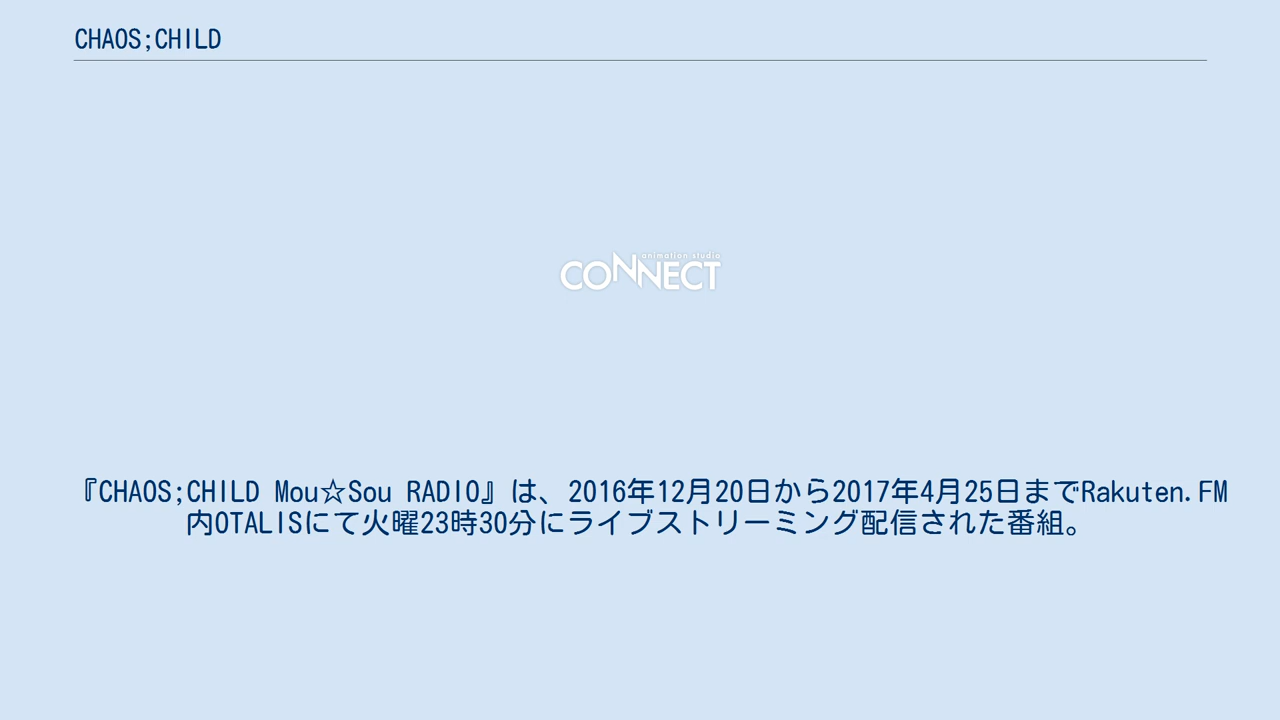 CHAOS;CHILD
animation studio
CONNECT
『CHAOS;CHILD Mou☆Sou RADIO』は、2016年12月20日から2017年4月25日までRakuten.FM
内OTALISにて火曜23時30分にライブストリーミング配信された番組。